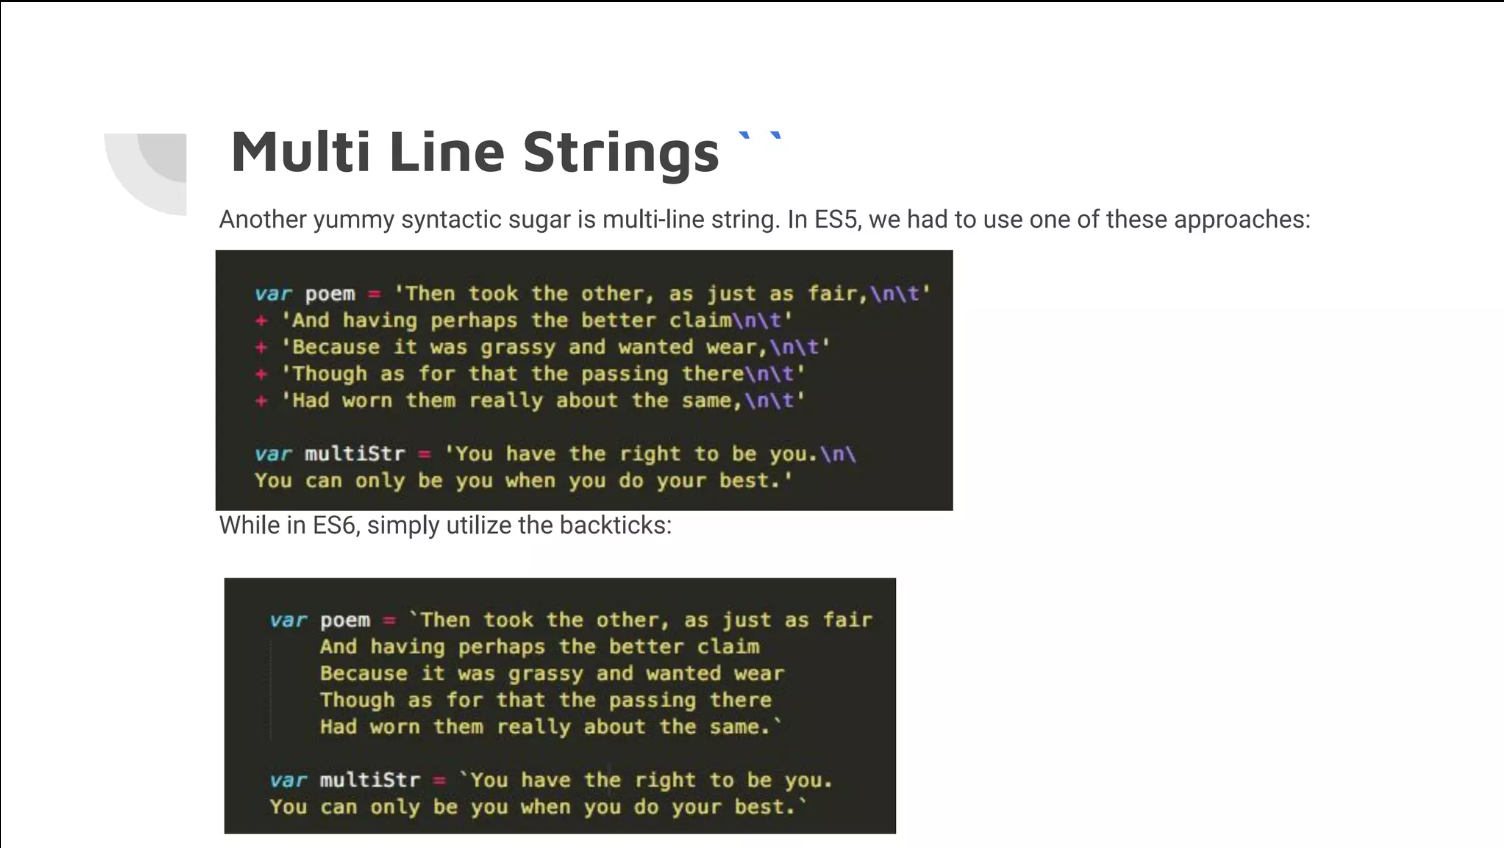 Multi Line Strings ` `
Another yummy syntactic sugar is multi-line string. In ES5, we had to use one of these approaches:
var poem = 'Then took the other, as just as fair,\n\t'
+ 'And having perhaps the better claim\n\t'
+ 'Because it was grassy and wanted wear,\n\t'
+ 'Though as for that the passing there\n\t'
+ 'Had worn them really about the same,\n\t'
var multiStr = 'You have the right to be you.\n\
You can only be you when you do your best.'
While in ES6, simply utilize the backticks:
var poem = `Then took the other, as just as fair
And having perhaps the better claim
Because it was grassy and wanted wear
Though as for that the passing there
Had worn them really about the same.`
var multiStr = `You have the right to be you.
You can only be you when you do your best.`